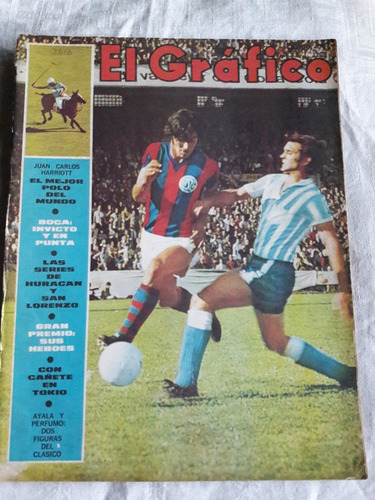 2613
El Gráfico
JUAN CARLOS
HARRIOTT
EL MEJOR
POLO DEL
MUNDO
BOCA:
INVICTO
Y EN
PUNTA
LAS
SERIES DE
HURACAN Y
SAN
LORENZO
GRAN
PREMIO:
SUS
HEROES
CON
CAÑETE
EN
TOKIO
AYALA Y
PERFUMO:
DOS
FIGURAS
DEL
CLASICO